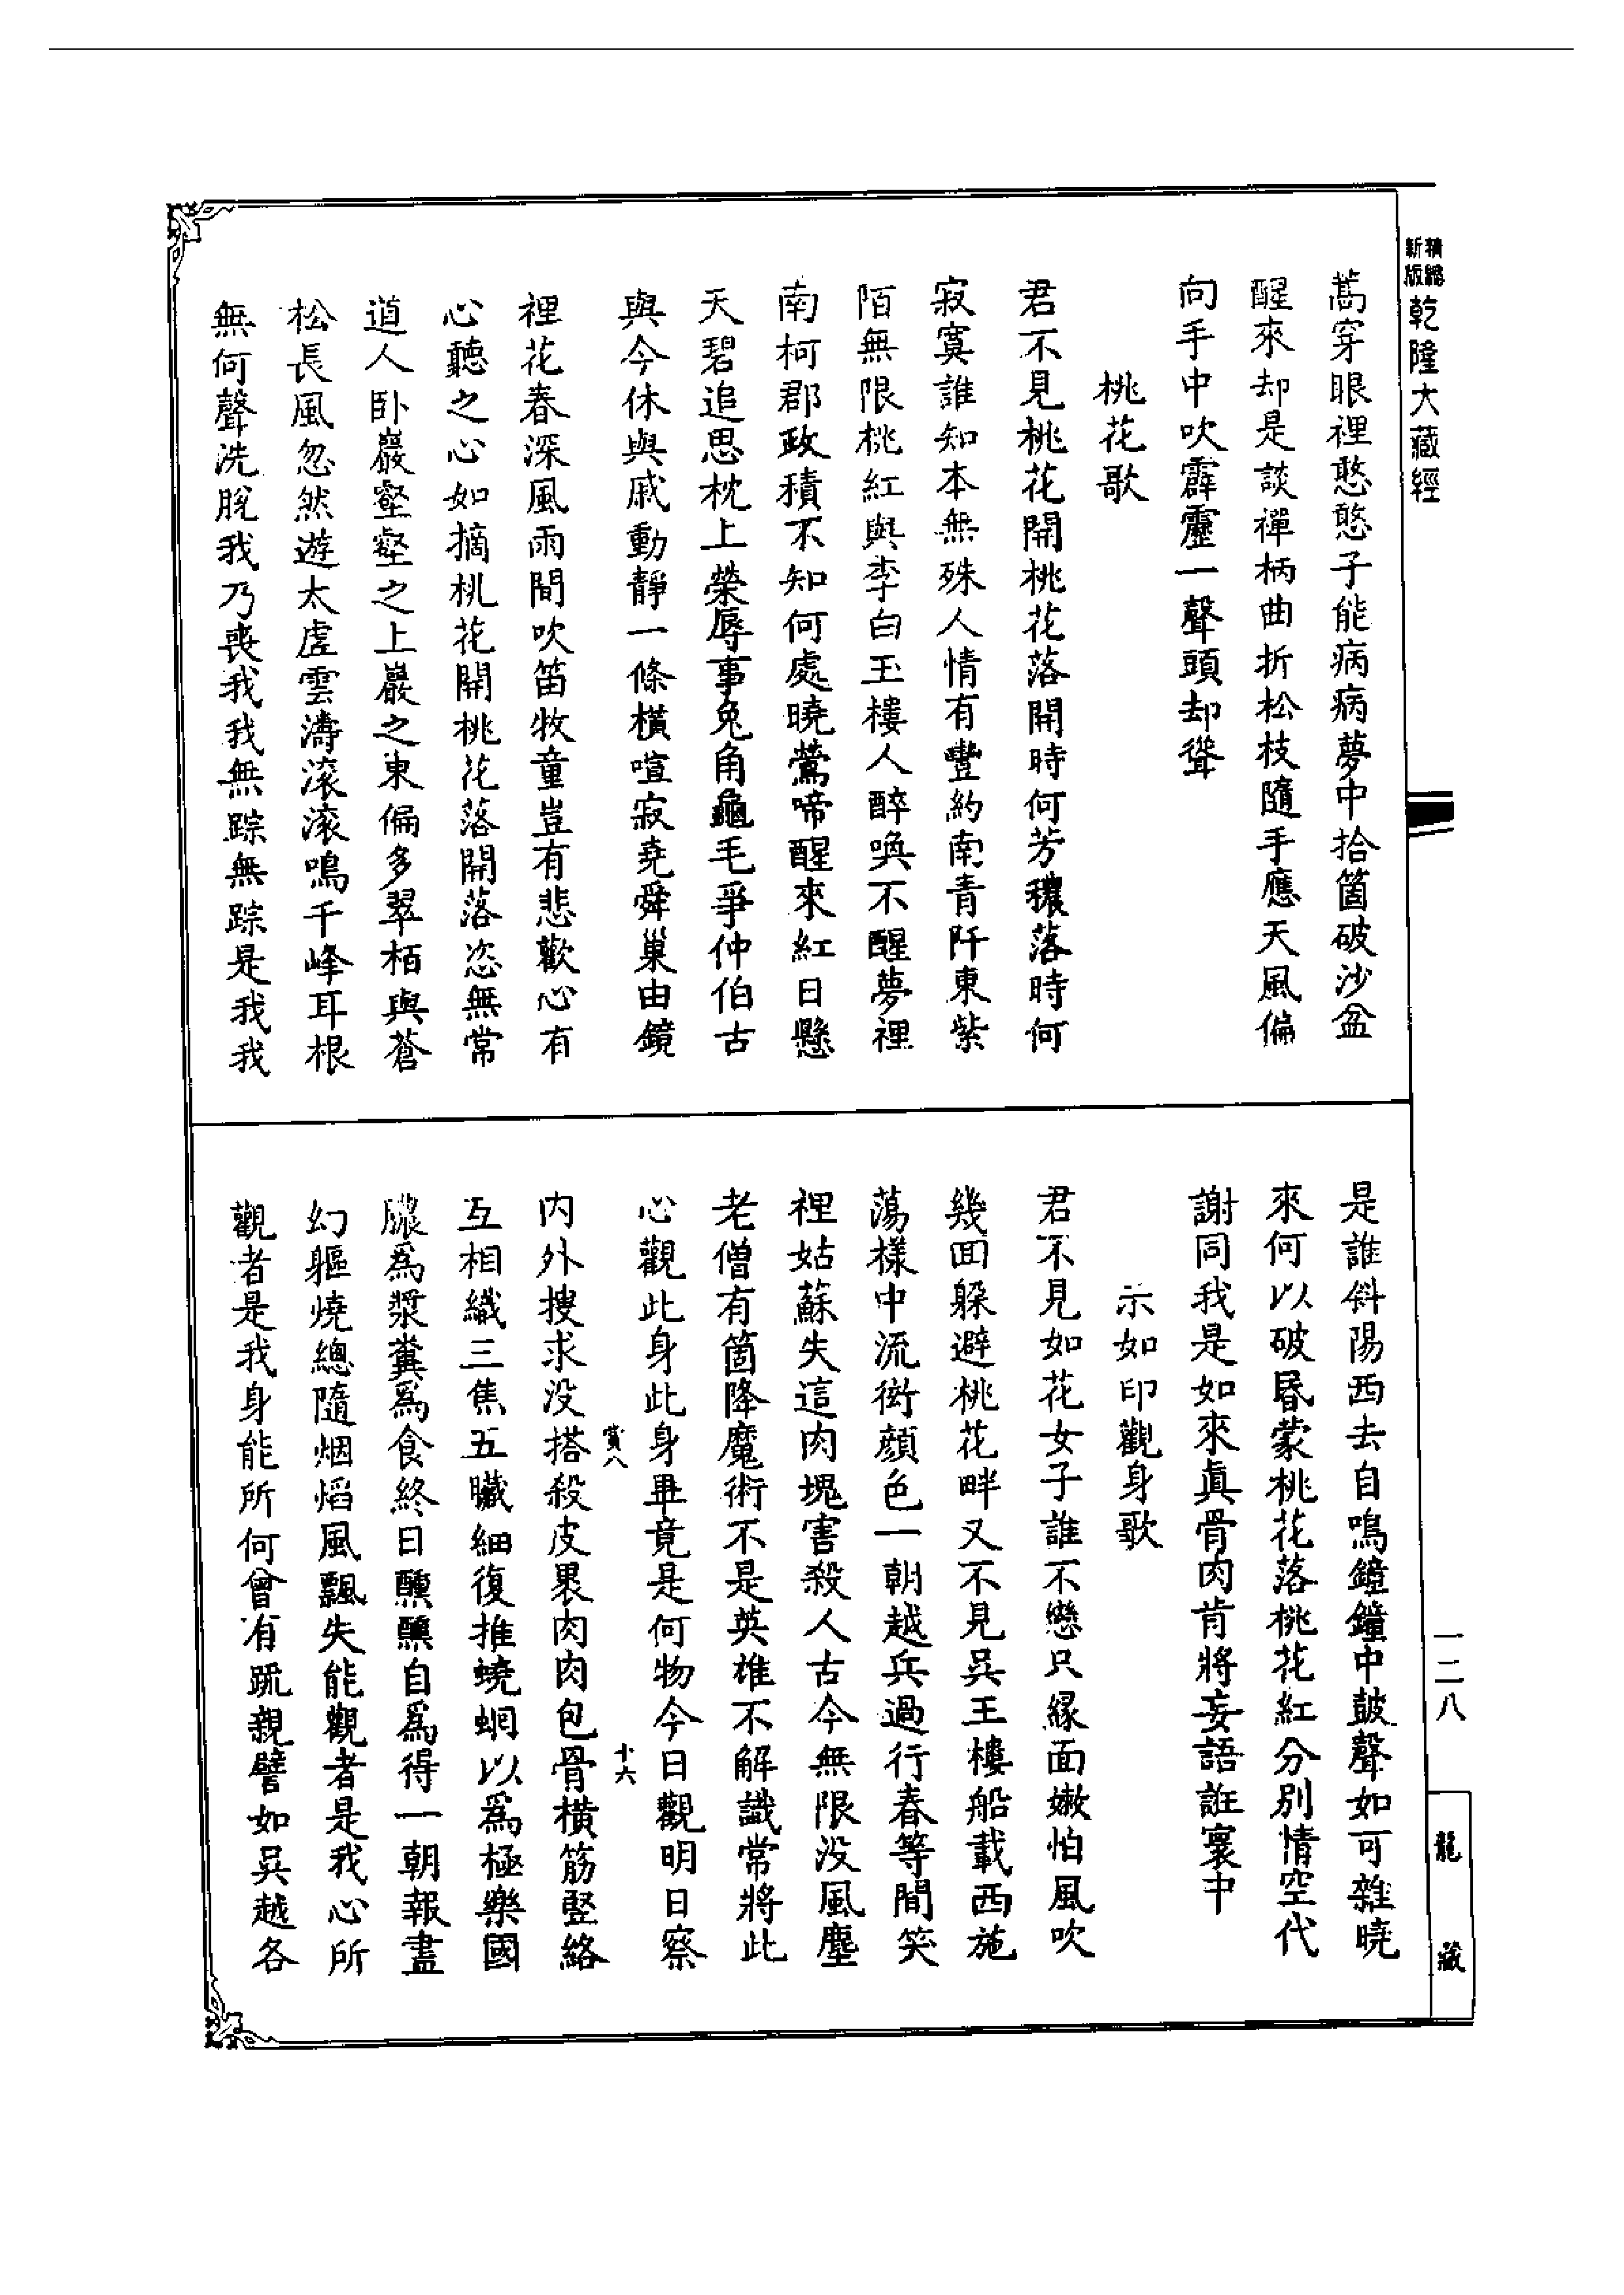 新版
精縮
乾隆大藏經
蒿穿眼裡憨憨子能病病夢中拾箇破沙盆
醒來却是談禪柄曲折松枝隨手應天風偏
向手中吹霹靂一聲頭却聳
桃花歌
君不見桃花開桃花落開時何芳穠落時何
寂寞誰知本無殊人情有豐約南青阡東紫
陌無限桃紅與李白玉樓人醉喚不醒夢裡
南柯郡政積不知何處曉鶯啼醒來紅日懸
天碧追思枕上榮辱事兔角龜毛爭仲伯古
與今休與戚動靜一條橫喧寂堯舜巢由鏡
裡花春深風雨間吹笛牧童豈有悲歡心有
心聽之心如摘桃花開桃花落開落恣無常
道人卧巖壑壑之上巖之東偏多翠栢與蒼
松長風忽然遊太虛雲濤滚滚鳴千峰耳根
無何聲洗脫我乃喪我我無踪無踪是我我
是誰斜陽西去自鳴鐘鐘中鼓聲如可雜曉
來何以破昬蒙桃花落桃花紅分別情空代
謝同我是如來眞骨肉肯將妄語誑寰中
示如印觀身歌
君不見如花女子誰不戀只緣面嫩怕風吹
幾回躲避桃花畔又不見吳王樓船載西施
蕩樣中流衒顏色一朝越兵過行春等閒笑
裡姑蘇失這肉塊害殺人古今無限没風塵
老僧有箇降魔術不是英雄不解識常將此
心觀此身此身畢竟是何物今日觀明日察
賞八
十六
内外搜求没搭殺皮裹肉肉包骨橫筋竪絡
互相織三焦五臟細復推蟯蛔以爲極樂國
膿爲漿糞爲食終日醺醺自爲得一朝報盡
幻軀燒總隨烟焰風飄失能觀者是我心所
觀者是我身能所何曾有䟽親譬如吳越各
一二八
龍藏